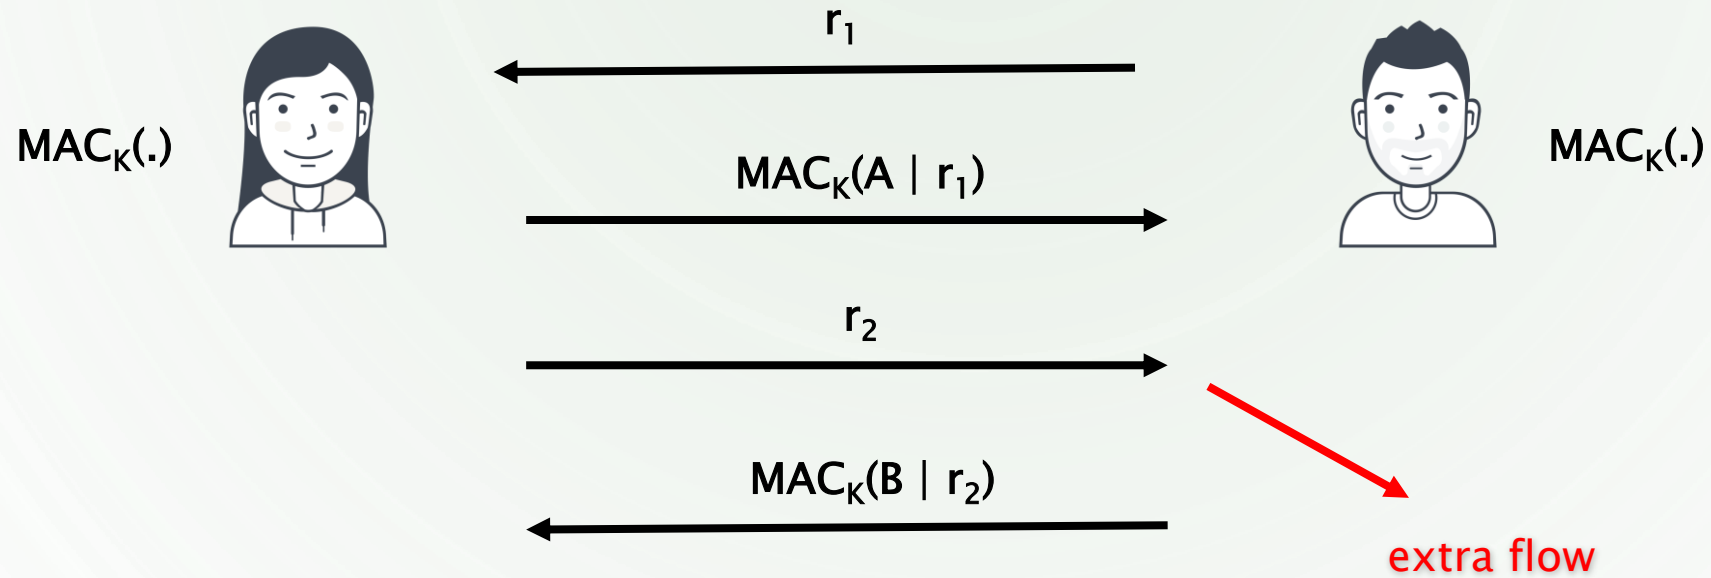 r₁
MACₖ(.)
MACₖ(.)
MACₖ(A | r₁)
r₂
MACₖ(B | r₂)
extra flow